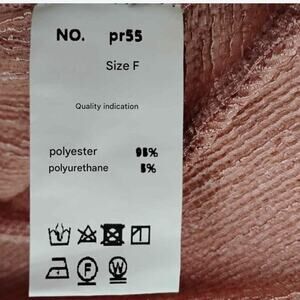 NO. pr55
Size F
Quality indication
polyester 95%
polyurethane 5%
F W